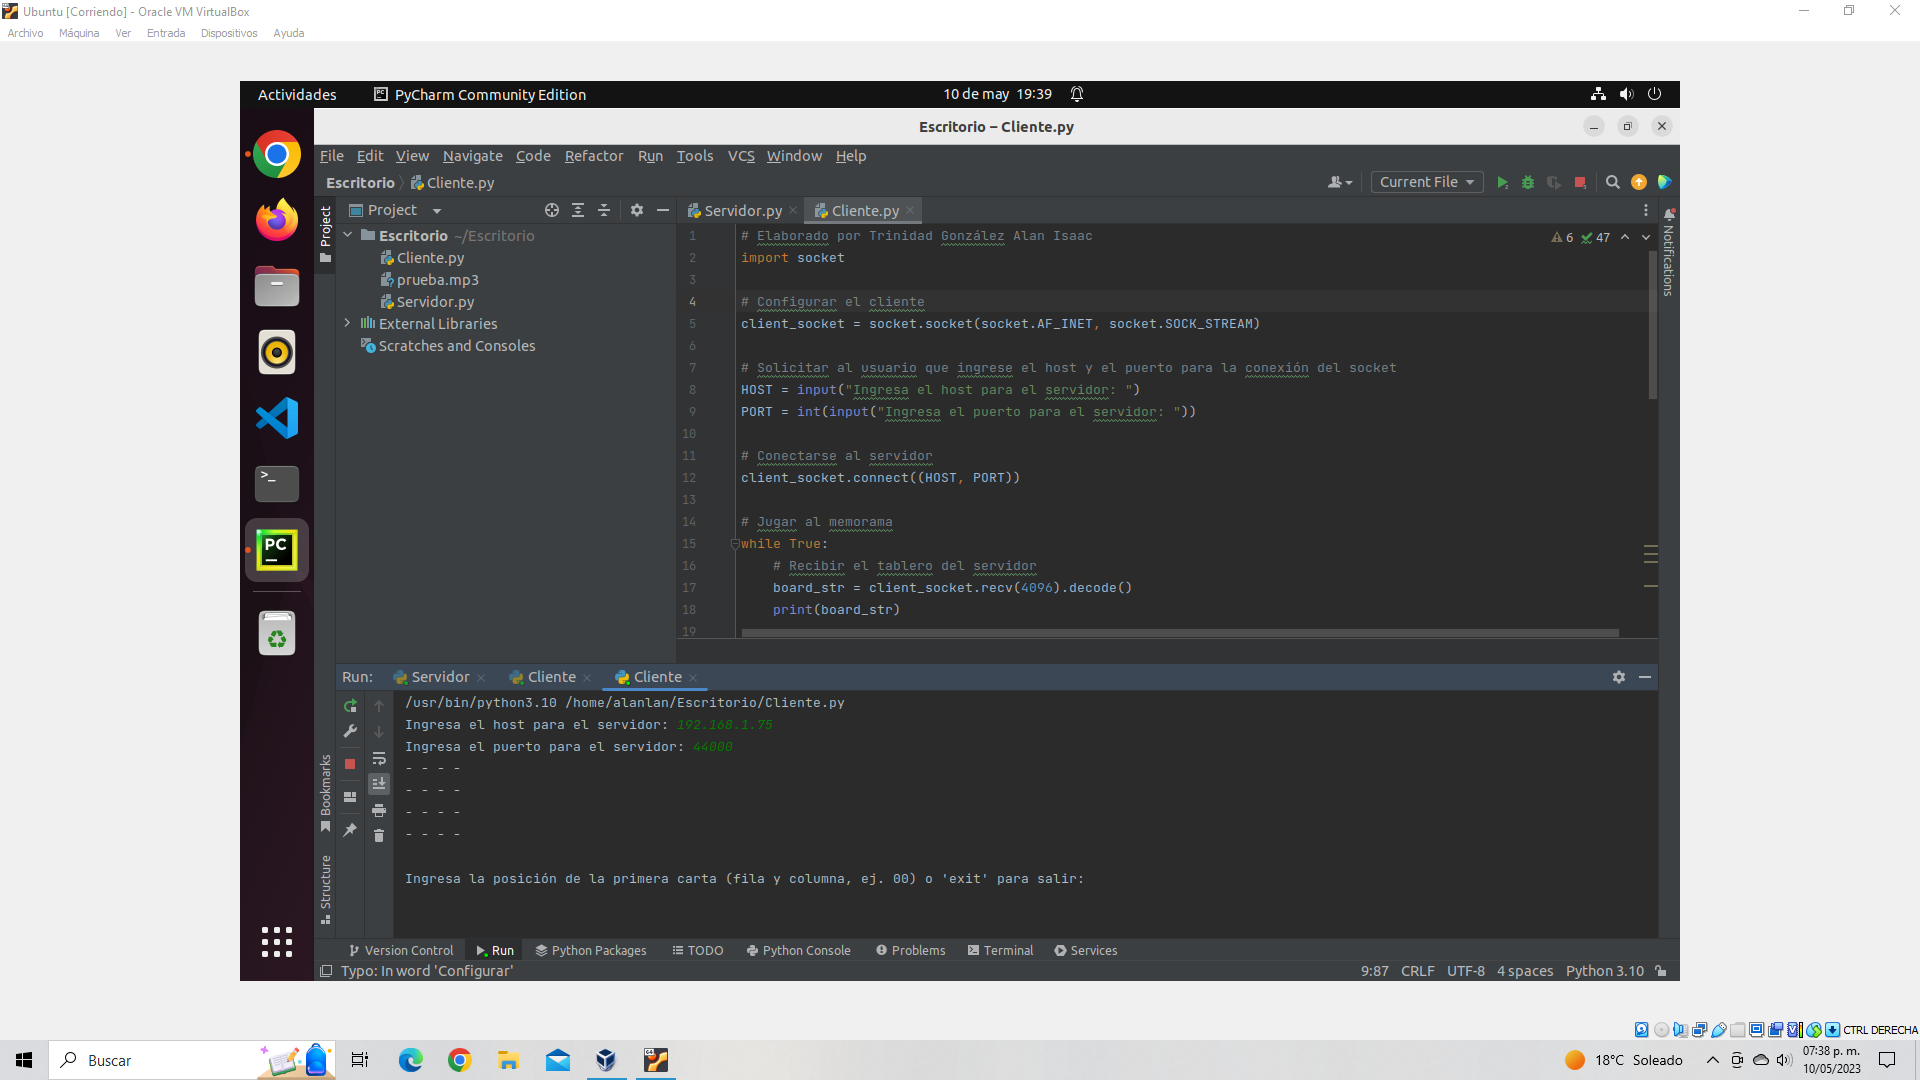 Ubuntu [Corriendo] - Oracle VM VirtualBox
Archivo Máquina Ver Entrada Dispositivos Ayuda
Actividades PyCharm Community Edition 10 de may 19:39
Escritorio – Cliente.py
File Edit View Navigate Code Refactor Run Tools VCS Window Help
Escritorio Cliente.py Current File
Project Project Servidor.py Cliente.py
Escritorio ~/Escritorio
Cliente.py
prueba.mp3
Servidor.py
External Libraries
Scratches and Consoles
6 47
Notifications
1 # Elaborado por Trinidad González Alan Isaac
2 import socket
3
4 # Configurar el cliente
5 client_socket = socket.socket(socket.AF_INET, socket.SOCK_STREAM)
6
7 # Solicitar al usuario que ingrese el host y el puerto para la conexión del socket
8 HOST = input("Ingresa el host para el servidor: ")
9 PORT = int(input("Ingresa el puerto para el servidor: "))
10
11 # Conectarse al servidor
12 client_socket.connect((HOST, PORT))
13
14 # Jugar al memorama
15 while True:
16 # Recibir el tablero del servidor
17 board_str = client_socket.recv(4096).decode()
18 print(board_str)
19
Run: Servidor Cliente Cliente
/usr/bin/python3.10 /home/alanlan/Escritorio/Cliente.py
Ingresa el host para el servidor: 192.168.1.75
Ingresa el puerto para el servidor: 44000
- - - -
- - - -
- - - -
- - - -
Ingresa la posición de la primera carta (fila y columna, ej. 00) o 'exit' para salir:
Bookmarks
Structure
Version Control Run Python Packages TODO Python Console Problems Terminal Services
Typo: In word 'Configurar' 9:87 CRLF UTF-8 4 spaces Python 3.10
CTRL DERECHA
Buscar 18°C Soleado 07:38 p. m.
10/05/2023